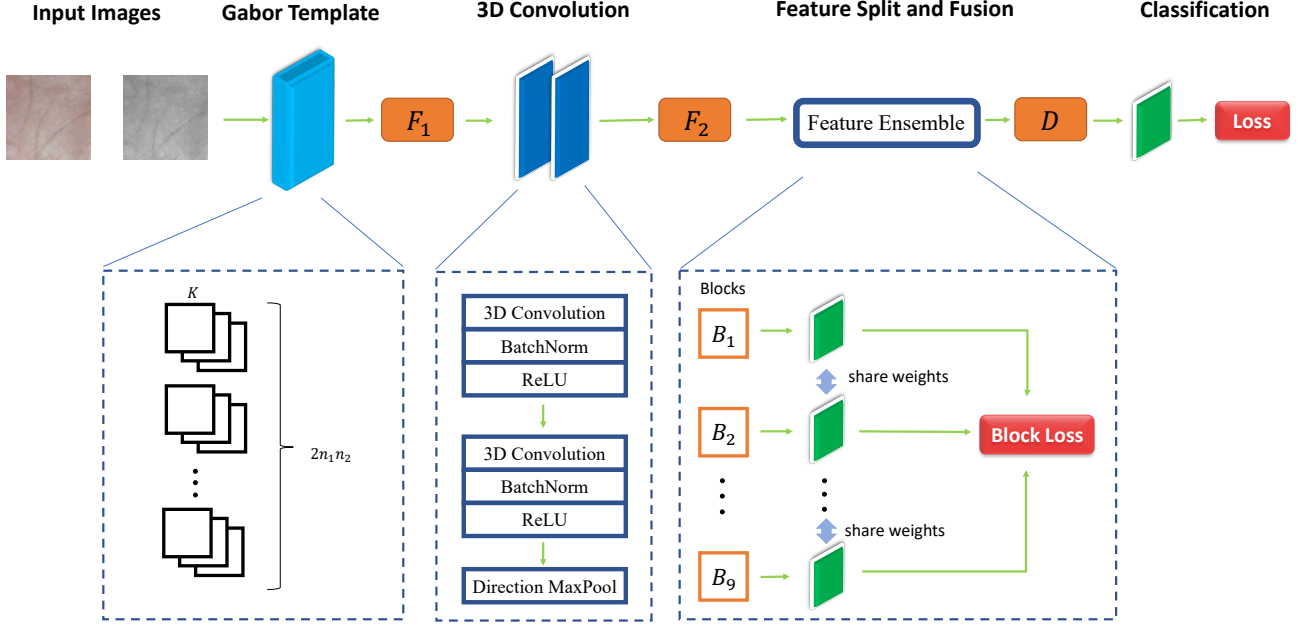 Input Images
Gabor Template
3D Convolution
Feature Split and Fusion
Classification
F₁
F₂
Feature Ensemble
D
Loss
K
2n₁n₂
3D Convolution
BatchNorm
ReLU
3D Convolution
BatchNorm
ReLU
Direction MaxPool
Blocks
B₁
share weights
B₂
Block Loss
share weights
B₉